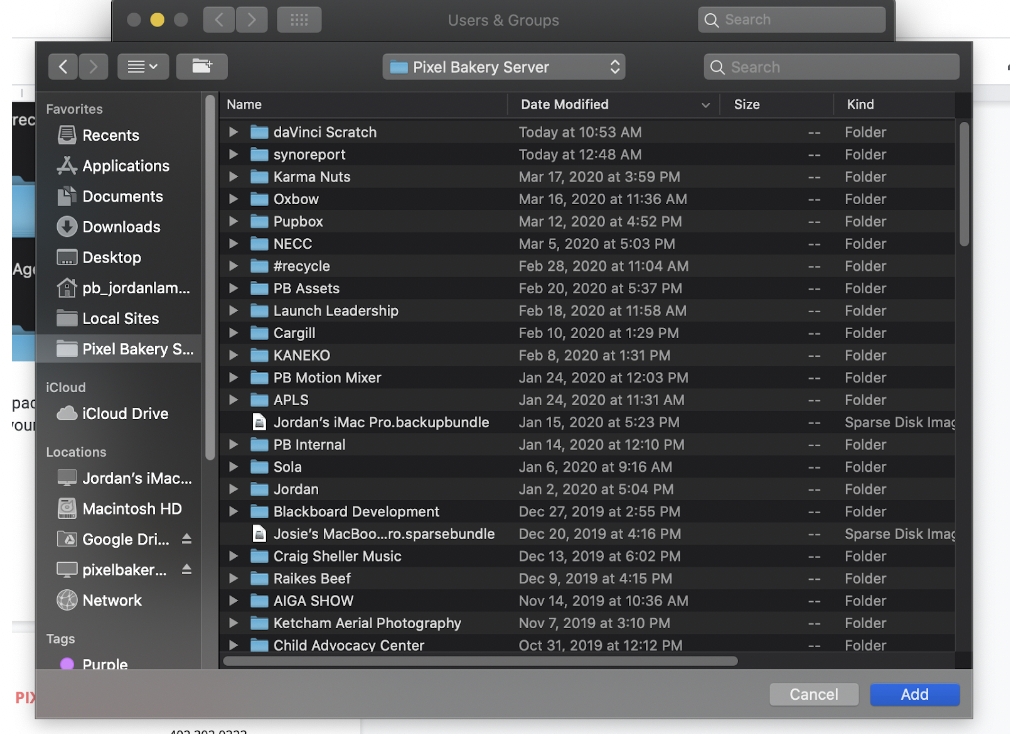 Users & Groups
Search
Pixel Bakery Server
Search
Favorites
Recents
Applications
Documents
Downloads
Desktop
pb_jordanlam...
Local Sites
Pixel Bakery S...
iCloud
iCloud Drive
Locations
Jordan's iMac...
Macintosh HD
Google Dri...
pixelbaker...
Network
Tags
Purple
Name Date Modified Size Kind
daVinci Scratch Today at 10:53 AM -- Folder
synoreport Today at 12:48 AM -- Folder
Karma Nuts Mar 17, 2020 at 3:59 PM -- Folder
Oxbow Mar 16, 2020 at 11:36 AM -- Folder
Pupbox Mar 12, 2020 at 4:52 PM -- Folder
NECC Mar 5, 2020 at 5:03 PM -- Folder
#recycle Feb 28, 2020 at 11:04 AM -- Folder
PB Assets Feb 20, 2020 at 5:37 PM -- Folder
Launch Leadership Feb 18, 2020 at 11:58 AM -- Folder
Cargill Feb 10, 2020 at 1:29 PM -- Folder
KANEKO Feb 8, 2020 at 1:31 PM -- Folder
PB Motion Mixer Jan 24, 2020 at 12:03 PM -- Folder
APLS Jan 24, 2020 at 11:31 AM -- Folder
Jordan's iMac Pro.backupbundle Jan 15, 2020 at 5:23 PM -- Sparse Disk Imag
PB Internal Jan 14, 2020 at 12:10 PM -- Folder
Sola Jan 6, 2020 at 9:16 AM -- Folder
Jordan Jan 2, 2020 at 5:04 PM -- Folder
Blackboard Development Dec 27, 2019 at 2:55 PM -- Folder
Josie's MacBoo...ro.sparsebundle Dec 20, 2019 at 4:16 PM -- Sparse Disk Imag
Craig Sheller Music Dec 13, 2019 at 6:02 PM -- Folder
Raikes Beef Dec 9, 2019 at 4:15 PM -- Folder
AIGA SHOW Nov 14, 2019 at 10:36 AM -- Folder
Ketcham Aerial Photography Nov 7, 2019 at 3:10 PM -- Folder
Child Advocacy Center Oct 31, 2019 at 12:12 PM -- Folder
Cancel Add